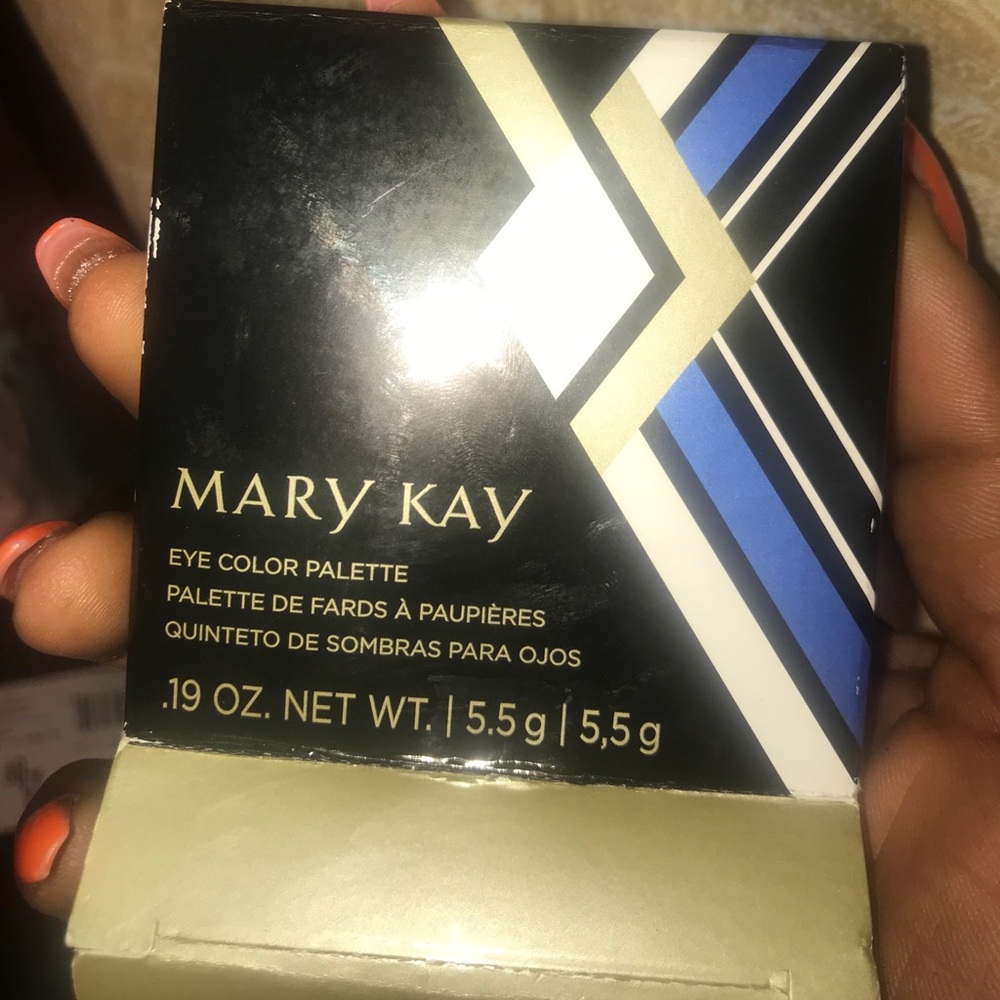 MARY KAY
EYE COLOR PALETTE
PALETTE DE FARDS À PAUPIÈRES
QUINTETO DE SOMBRAS PARA OJOS
.19 OZ. NET WT. | 5.5 g | 5,5 g